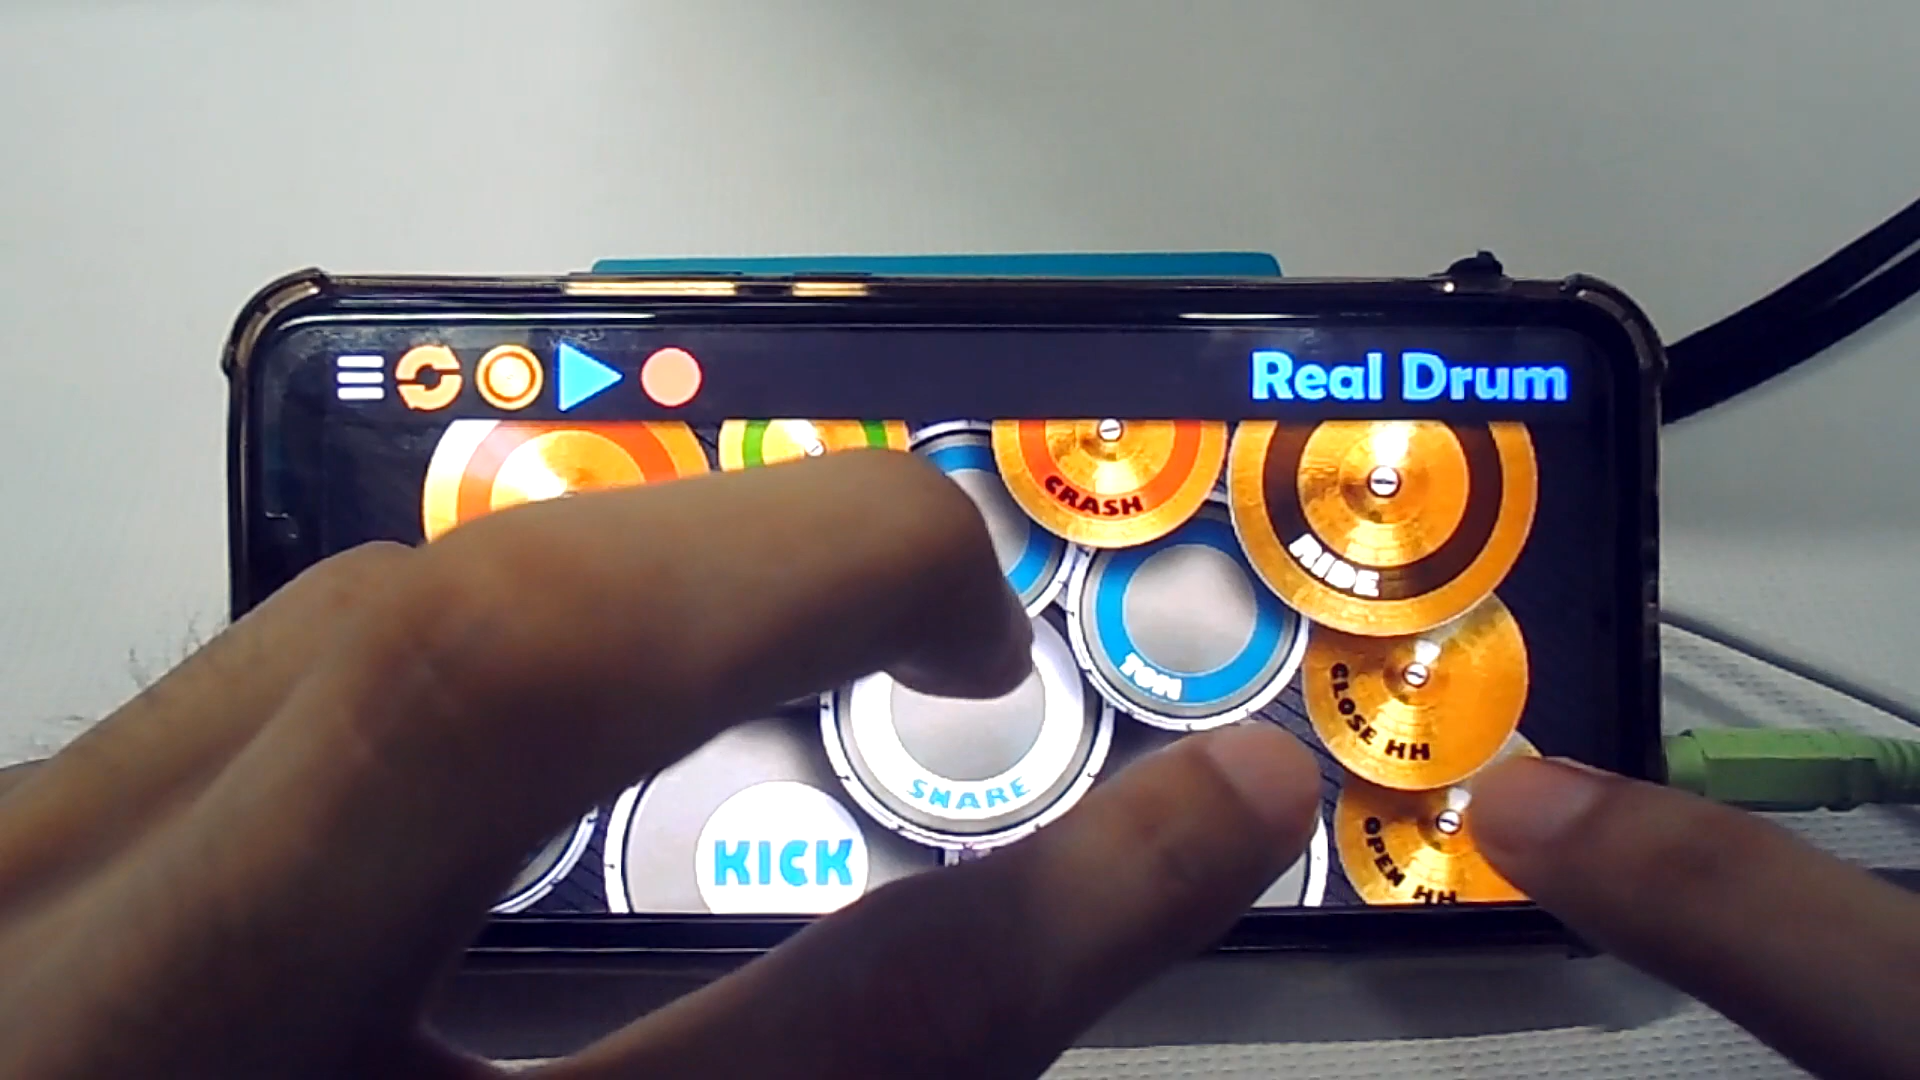 Real Drum
CRASH
RIDE
TOM
CLOSE HH
SNARE
KICK
OPEN HH